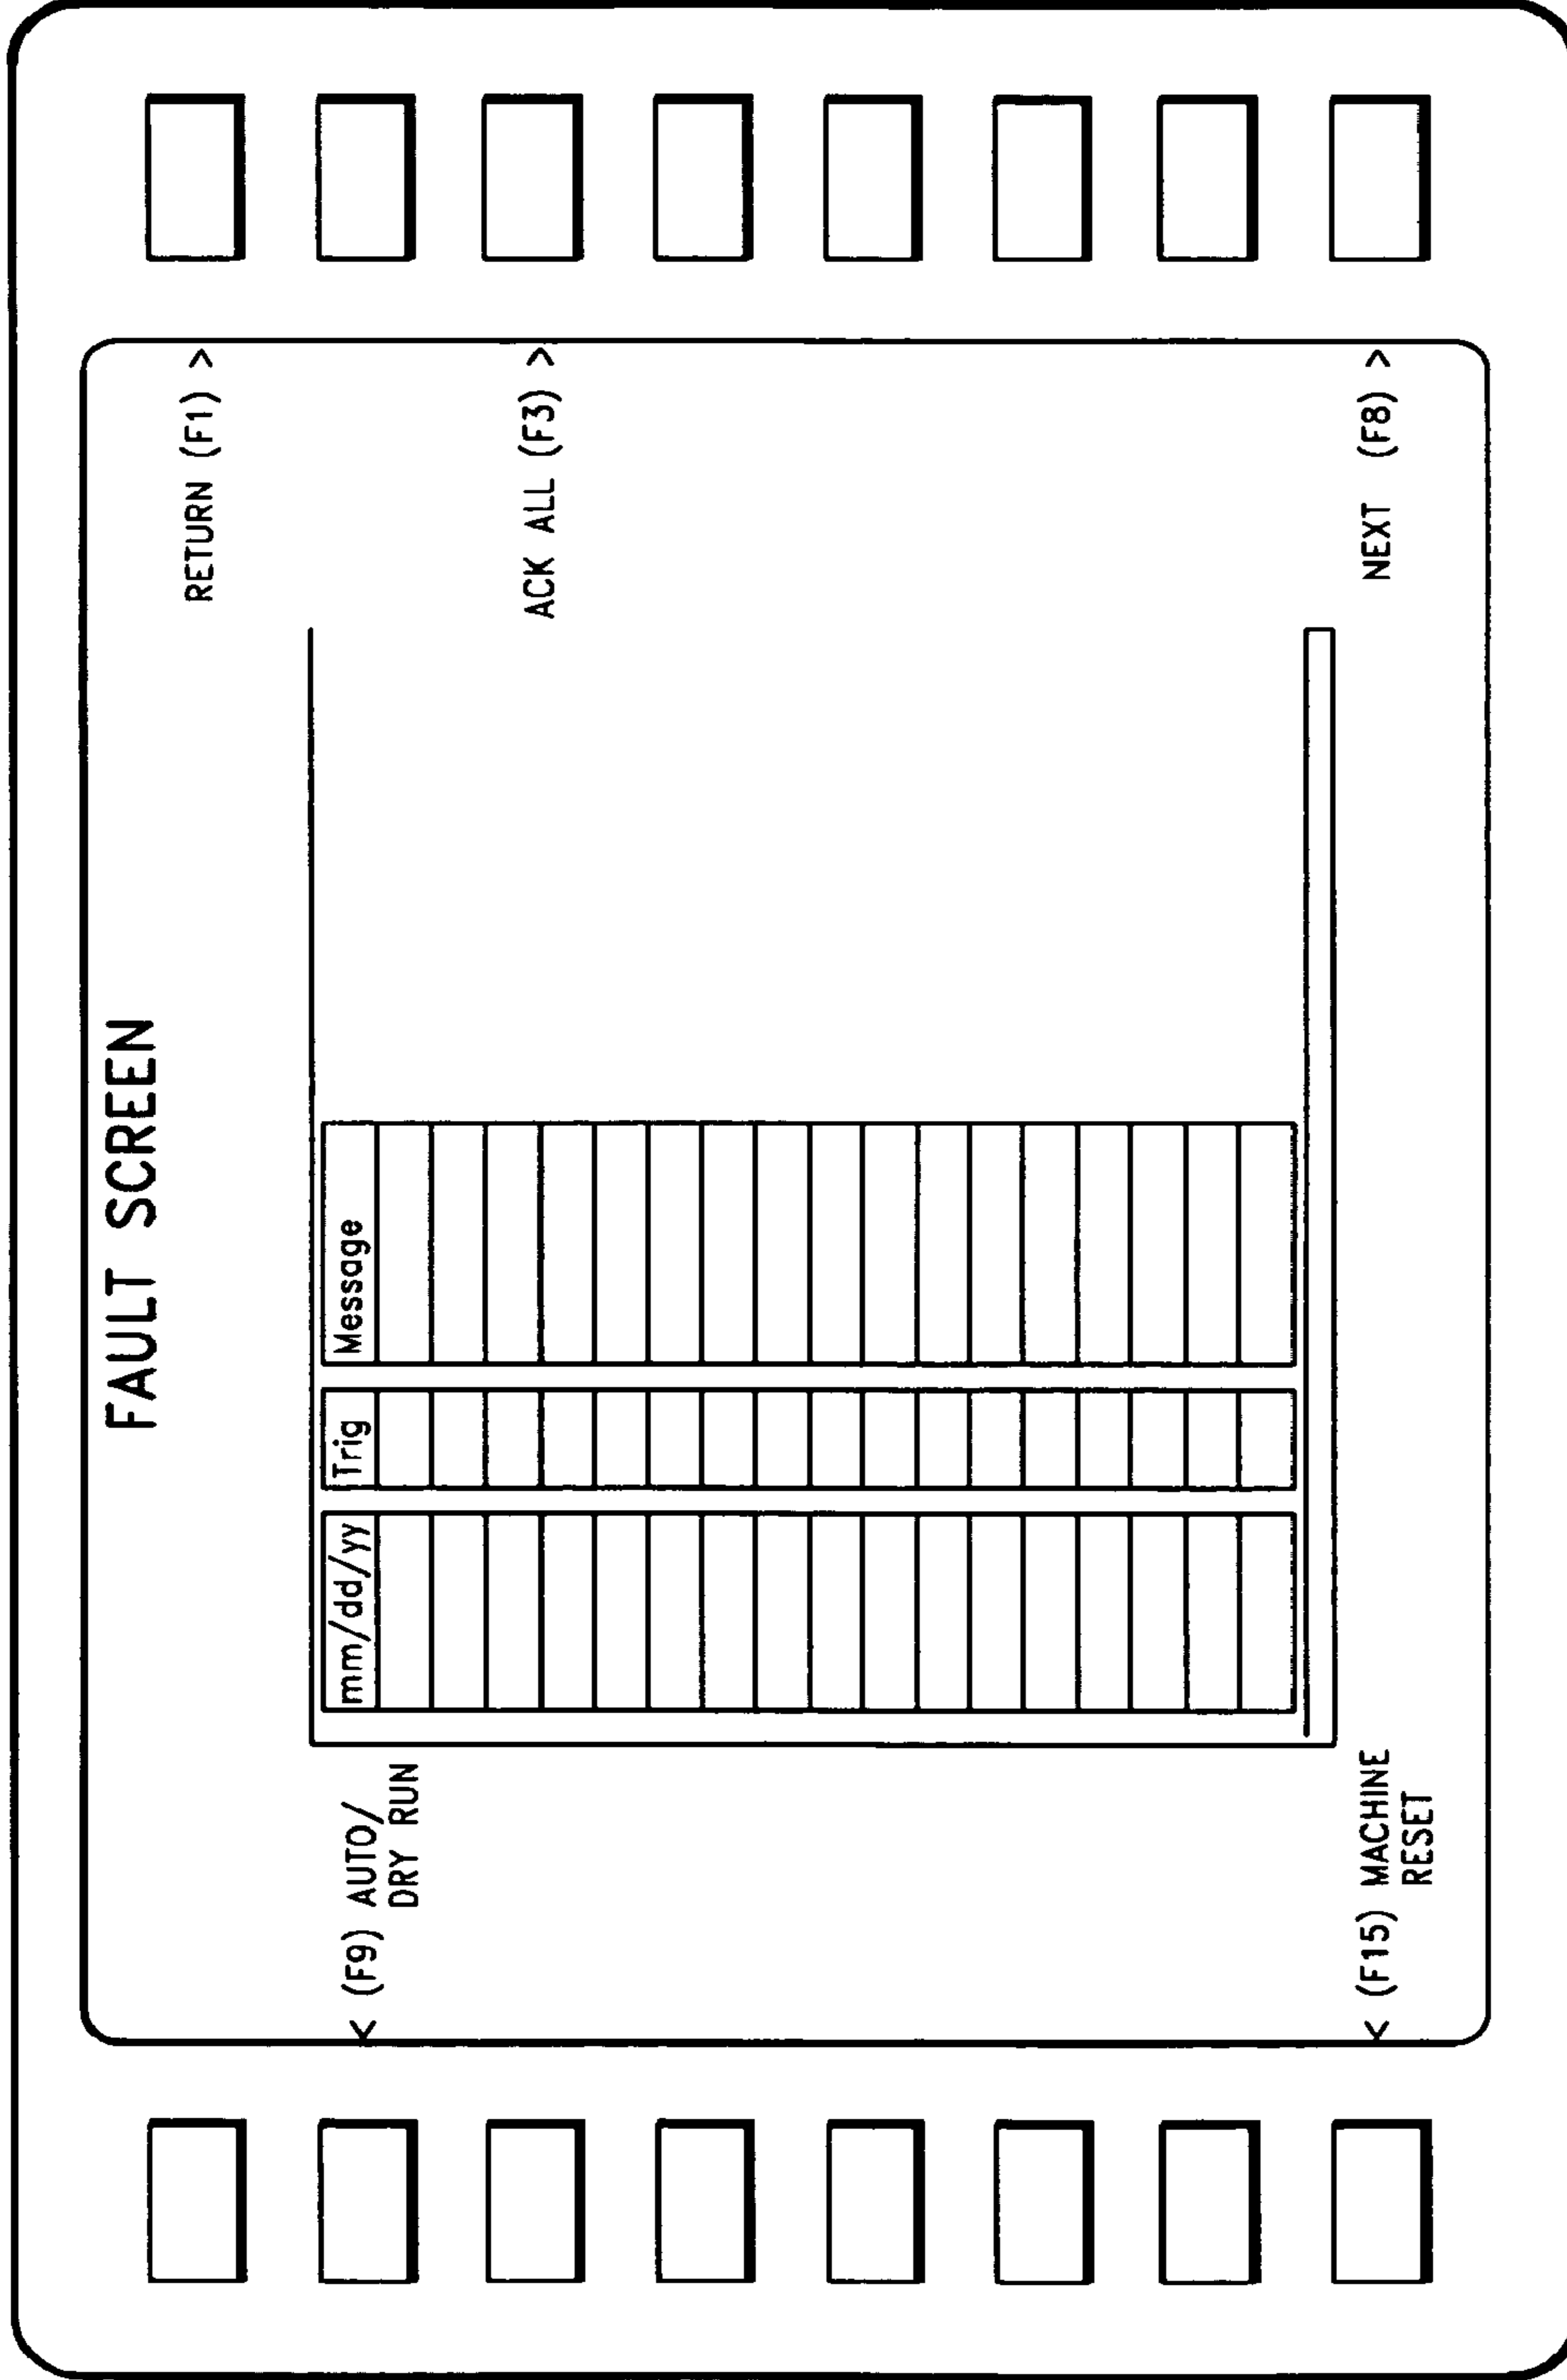 FAULT SCREEN
RETURN (F1) >
< (F9) AUTO/
DRY RUN
mm/dd/yy
Trig
Message
ACK ALL (F3) >
< (F15) MACHINE
RESET
NEXT (F8) >